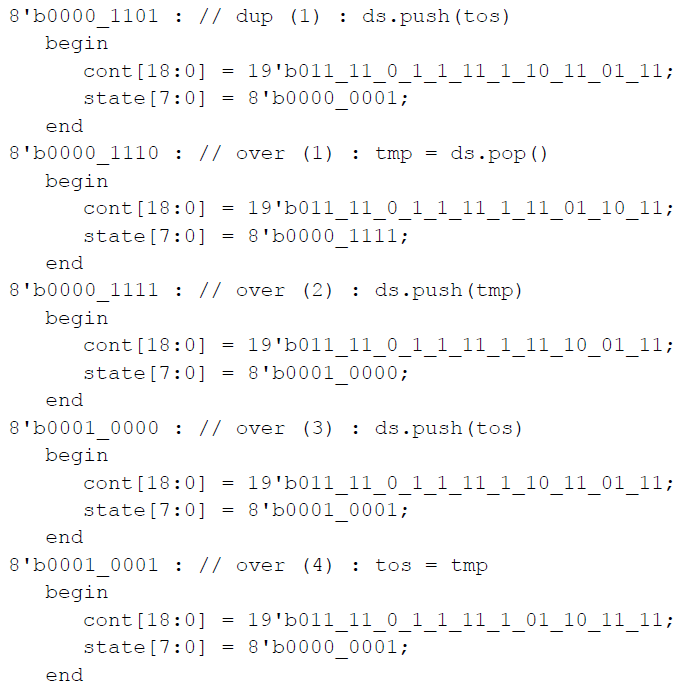 8'b0000_1101 : // dup (1) : ds.push(tos)
begin
cont[18:0] = 19'b011_11_0_1_1_11_1_10_11_01_11;
state[7:0] = 8'b0000_0001;
end
8'b0000_1110 : // over (1) : tmp = ds.pop()
begin
cont[18:0] = 19'b011_11_0_1_1_11_1_11_01_10_11;
state[7:0] = 8'b0000_1111;
end
8'b0000_1111 : // over (2) : ds.push(tmp)
begin
cont[18:0] = 19'b011_11_0_1_1_11_1_11_10_01_11;
state[7:0] = 8'b0001_0000;
end
8'b0001_0000 : // over (3) : ds.push(tos)
begin
cont[18:0] = 19'b011_11_0_1_1_11_1_10_11_01_11;
state[7:0] = 8'b0001_0001;
end
8'b0001_0001 : // over (4) : tos = tmp
begin
cont[18:0] = 19'b011_11_0_1_1_11_1_01_10_11_11;
state[7:0] = 8'b0000_0001;
end